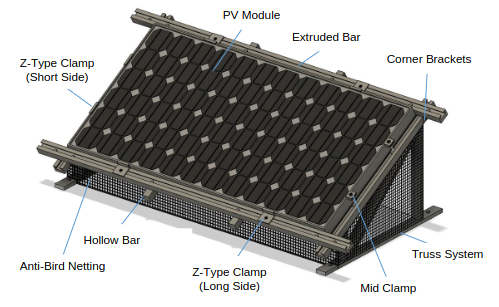 PV Module
Extruded Bar
Corner Brackets
Z-Type Clamp
(Short Side)
Hollow Bar
Anti-Bird Netting
Z-Type Clamp
(Long Side)
Mid Clamp
Truss System